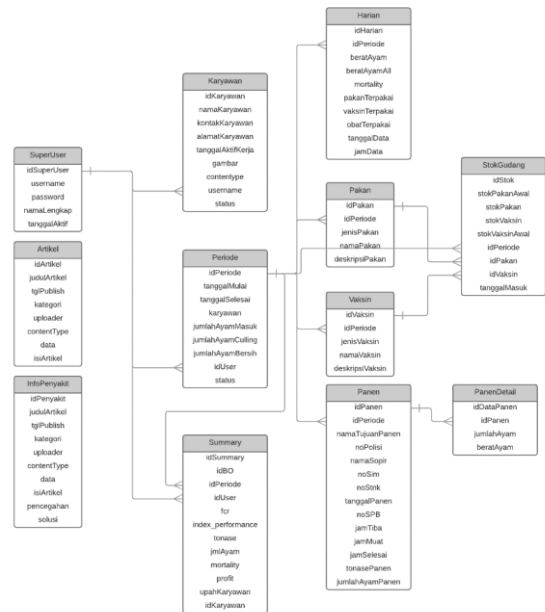 Harian
idHarian
idPeriode
beratAyam
beratAyamAll
mortality
pakanTerpakai
vaksinTerpakai
obatTerpakai
tanggalData
jamData
Karyawan
idKaryawan
namaKaryawan
kontakKaryawan
alamatKaryawan
tanggalAktifKerja
gambar
contentype
username
status
SuperUser
idSuperUser
username
password
namaLengkap
tanggalAktif
StokGudang
idStok
stokPakanAwal
stokPakan
stokVaksin
stokVaksinAwal
idPeriode
idPakan
idVaksin
tanggalMasuk
Pakan
idPakan
idPeriode
jenisPakan
namaPakan
deskripsiPakan
Artikel
idArtikel
judulArtikel
tglPublish
kategori
uploader
contentType
data
isiArtikel
Periode
idPeriode
tanggalMulai
tanggalSelesai
karyawan
jumlahAyamMasuk
jumlahAyamCulling
jumlahAyamBersih
idUser
status
Vaksin
idVaksin
idPeriode
jenisVaksin
namaVaksin
deskripsiVaksin
InfoPenyakit
idPenyakit
judulArtikel
tglPublish
kategori
uploader
contentType
data
isiArtikel
pencegahan
solusi
Summary
idSummary
idBO
idPeriode
idUser
fcr
index_performance
tonase
jmlAyam
mortality
profit
upahKaryawan
idKaryawan
Panen
idPanen
idPeriode
namaTujuanPanen
noPolisi
namaSopir
noSim
noStnk
tanggalPanen
noSPB
jamTiba
jamMuat
jamSelesai
tonasePanen
jumlahAyamPanen
PanenDetail
idDataPanen
idPanen
jumlahAyam
beratAyam